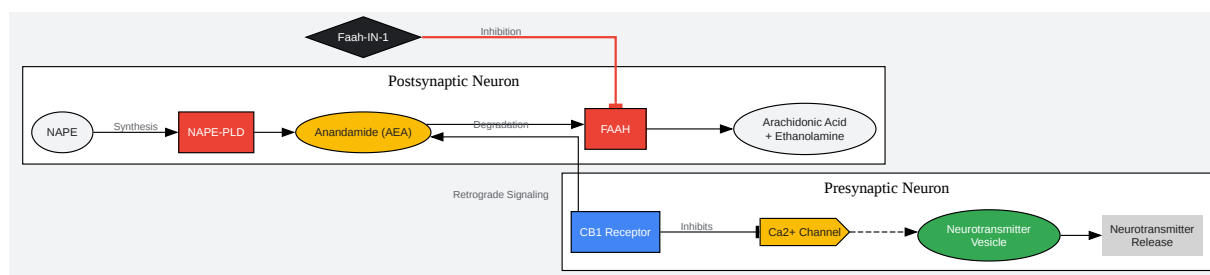 Faah-IN-1
Inhibition
Postsynaptic Neuron
NAPE
Synthesis
NAPE-PLD
Anandamide (AEA)
Degradation
FAAH
Arachidonic Acid
+ Ethanolamine
Retrograde Signaling
Presynaptic Neuron
CB1 Receptor
Inhibits
Ca2+ Channel
Neurotransmitter
Vesicle
Neurotransmitter
Release